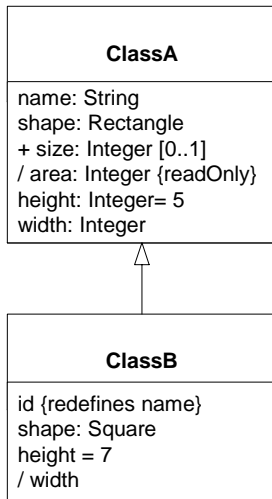 ClassA
name: String
shape: Rectangle
+ size: Integer [0..1]
/ area: Integer {readOnly}
height: Integer= 5
width: Integer
ClassB
id {redefines name}
shape: Square
height = 7
/ width